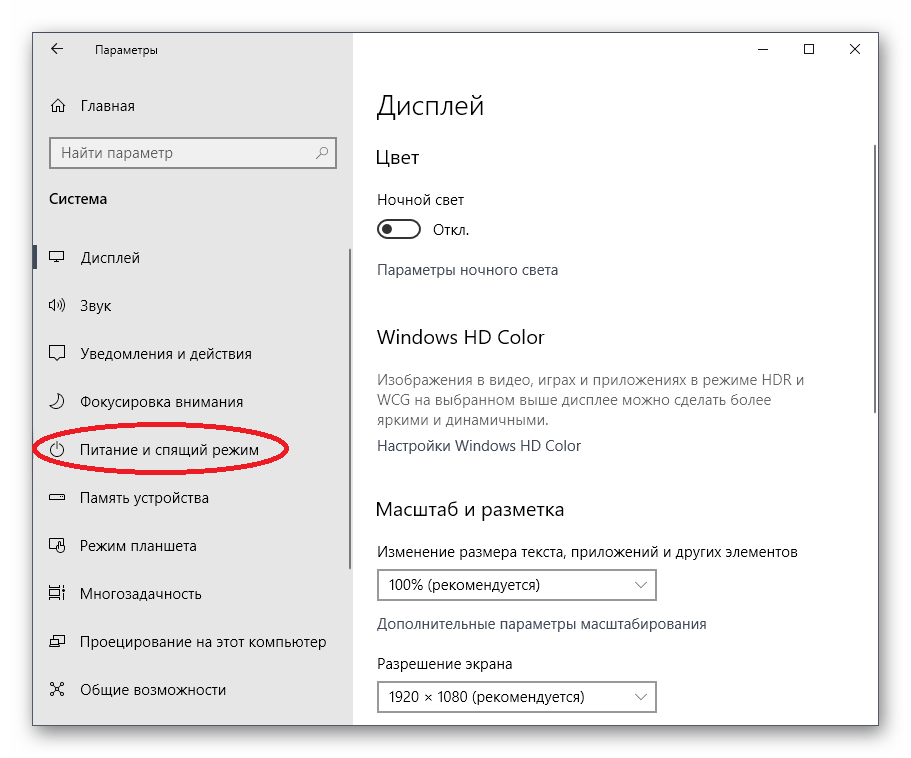 Параметры
Главная
Найти параметр
Система
Дисплей
Звук
Уведомления и действия
Фокусировка внимания
Питание и спящий режим
Память устройства
Режим планшета
Многозадачность
Проецирование на этот компьютер
Общие возможности
Дисплей
Цвет
Ночной свет
Откл.
Параметры ночного света
Windows HD Color
Изображения в видео, играх и приложениях в режиме HDR и
WCG на выбранном выше дисплее можно сделать более
яркими и динамичными.
Настройки Windows HD Color
Масштаб и разметка
Изменение размера текста, приложений и других элементов
100% (рекомендуется)
Дополнительные параметры масштабирования
Разрешение экрана
1920 × 1080 (рекомендуется)